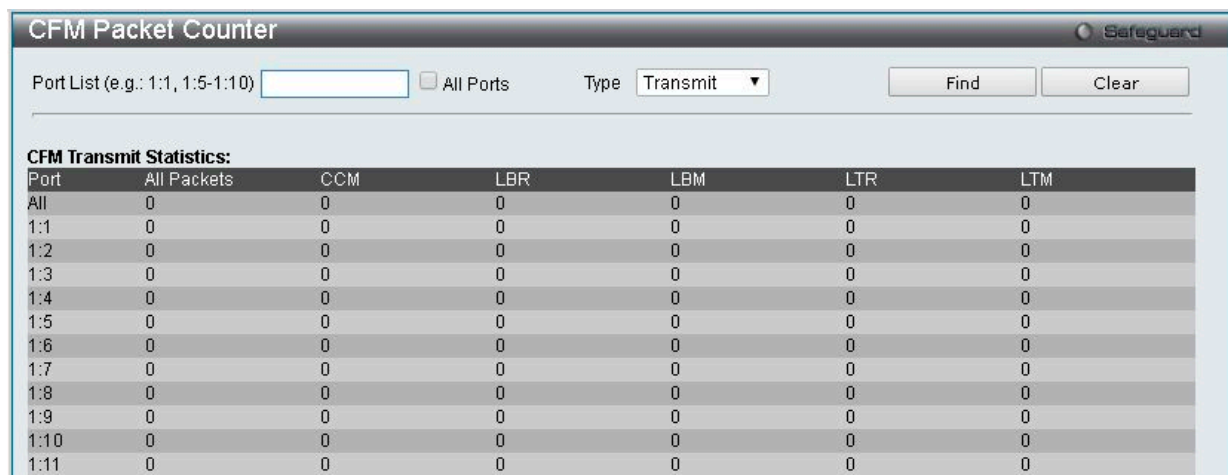 CFM Packet Counter Safeguard
Port List (e.g.: 1:1, 1:5-1:10) All Ports Type Transmit Find Clear
CFM Transmit Statistics:
Port All Packets CCM LBR LBM LTR LTM
All 0 0 0 0 0 0
1:1 0 0 0 0 0 0
1:2 0 0 0 0 0 0
1:3 0 0 0 0 0 0
1:4 0 0 0 0 0 0
1:5 0 0 0 0 0 0
1:6 0 0 0 0 0 0
1:7 0 0 0 0 0 0
1:8 0 0 0 0 0 0
1:9 0 0 0 0 0 0
1:10 0 0 0 0 0 0
1:11 0 0 0 0 0 0